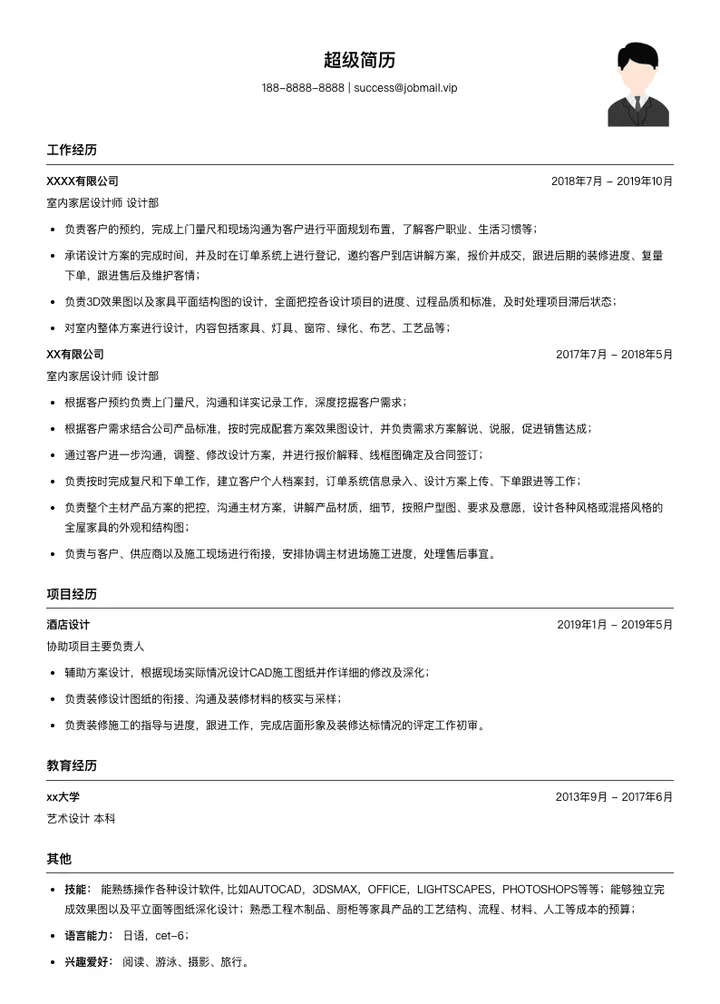 超级简历
188-8888-8888 | success@jobmail.vip
工作经历
XXXX有限公司 2018年7月 – 2019年10月
室内家居设计师 设计部
• 负责客户的预约，完成上门量尺和现场沟通为客户进行平面规划布置，了解客户职业、生活习惯等；
• 承诺设计方案的完成时间，并及时在订单系统上进行登记，邀约客户到店讲解方案，报价并成交，跟进后期的装修进度、复量
下单，跟进售后及维护客情；
• 负责3D效果图以及家具平面结构图的设计，全面把控各设计项目的进度、过程品质和标准，及时处理项目滞后状态；
• 对室内整体方案进行设计，内容包括家具、灯具、窗帘、绿化、布艺、工艺品等；
XX有限公司 2017年7月 – 2018年5月
室内家居设计师 设计部
• 根据客户预约负责上门量尺，沟通和详实记录工作，深度挖掘客户需求；
• 根据客户需求结合公司产品标准，按时完成配套方案效果图设计，并负责需求方案解说、说服，促进销售达成；
• 通过客户进一步沟通，调整、修改设计方案，并进行报价解释、线框图确定及合同签订；
• 负责按时完成复尺和下单工作，建立客户个人档案封，订单系统信息录入、设计方案上传、下单跟进等工作；
• 负责整个主材产品方案的把控，沟通主材方案，讲解产品材质，细节，按照户型图、要求及意愿，设计各种风格或混搭风格的
全屋家具的外观和结构图；
• 负责与客户、供应商以及施工现场进行衔接，安排协调主材进场施工进度，处理售后事宜。
项目经历
酒店设计 2019年1月 – 2019年5月
协助项目主要负责人
• 辅助方案设计，根据现场实际情况设计CAD施工图纸并作详细的修改及深化；
• 负责装修设计图纸的衔接、沟通及装修材料的核实与采样；
• 负责装修施工的指导与进度，跟进工作，完成店面形象及装修达标情况的评定工作初审。
教育经历
xx大学 2013年9月 – 2017年6月
艺术设计 本科
其他
• 技能： 能熟练操作各种设计软件, 比如AUTOCAD，3DSMAX，OFFICE，LIGHTSCAPES，PHOTOSHOPS等等；能够独立完
成效果图以及平立面等图纸深化设计；熟悉工程木制品、厨柜等家具产品的工艺结构、流程、材料、人工等成本的预算；
• 语言能力： 日语，cet-6；
• 兴趣爱好： 阅读、游泳、摄影、旅行。